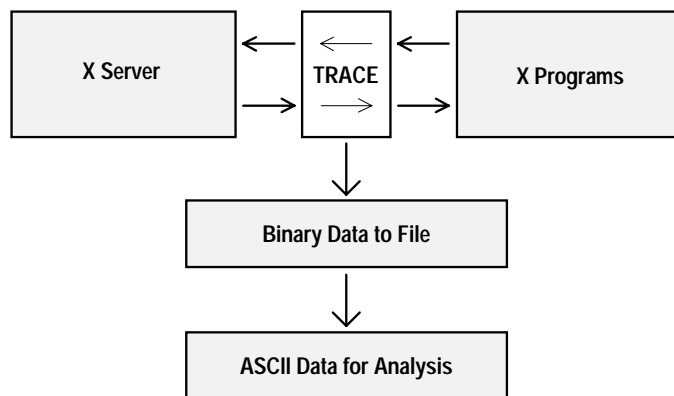 X Server
TRACE
X Programs
Binary Data to File
ASCII Data for Analysis